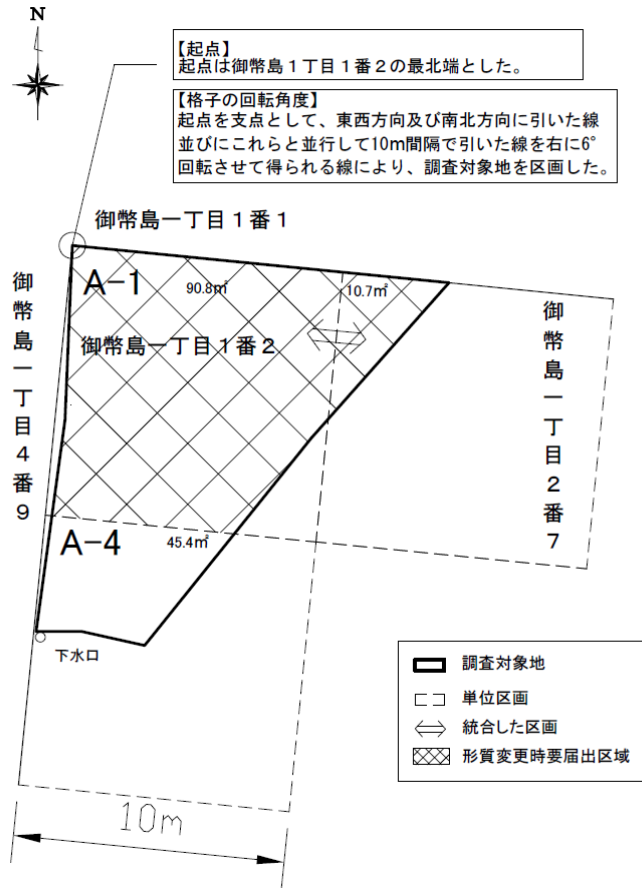 N
【起点】
起点は御幣島１丁目１番２の最北端とした。
【格子の回転角度】
起点を支点として、東西方向及び南北方向に引いた線
並びにこれらと並行して10m間隔で引いた線を右に6°
回転させて得られる線により、調査対象地を区画した。
御幣島一丁目１番１
A-1
90.8㎡
10.7㎡
御幣島一丁目１番２
御幣島一丁目４番９
御幣島一丁目２番７
A-4
45.4㎡
下水口
10m
調査対象地
単位区画
統合した区画
形質変更時要届出区域